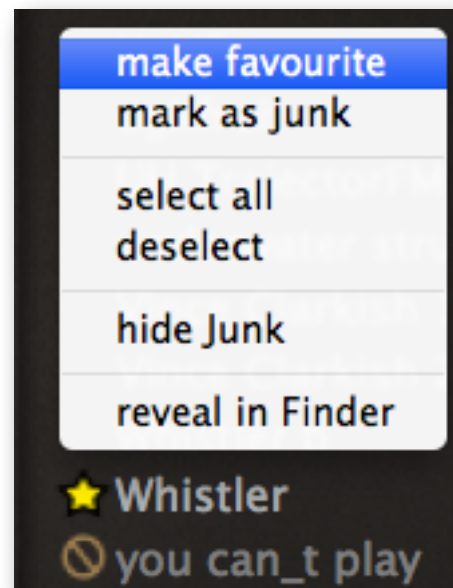 make favourite
mark as junk
select all
deselect
hide Junk
reveal in Finder
Whistler
you can_t play